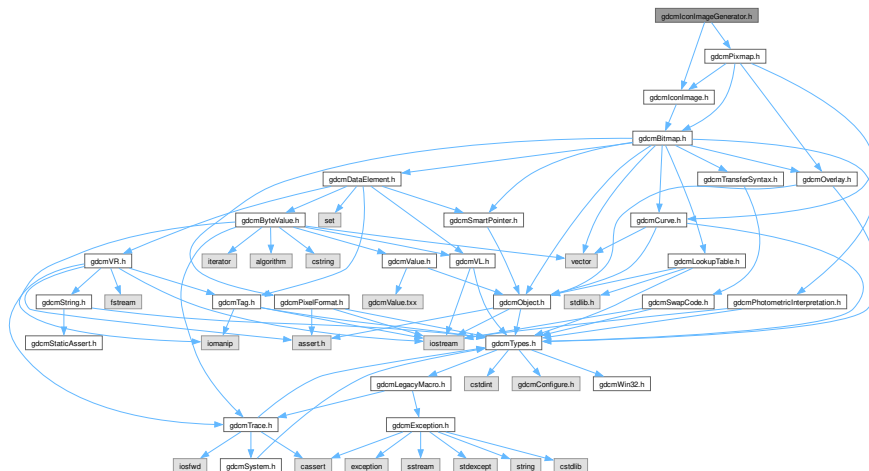 gdcmIconImageGenerator.h
gdcmPixmap.h
gdcmIconImage.h
gdcmBitmap.h
gdcmDataElement.h
gdcmTransferSyntax.h
gdcmOverlay.h
gdcmByteValue.h
set
gdcmSmartPointer.h
gdcmCurve.h
gdcmVR.h
iterator
algorithm
cstring
gdcmValue.h
gdcmVL.h
vector
gdcmLookupTable.h
gdcmString.h
fstream
gdcmTag.h
gdcmPixelFormat.h
gdcmValue.txx
gdcmObject.h
stdlib.h
gdcmSwapCode.h
gdcmPhotometricInterpretation.h
gdcmStaticAssert.h
iomanip
assert.h
iostream
gdcmTypes.h
gdcmLegacyMacro.h
cstdint
gdcmConfigure.h
gdcmWin32.h
gdcmTrace.h
gdcmException.h
iosfwd
gdcmSystem.h
cassert
exception
sstream
stdexcept
string
cstdlib